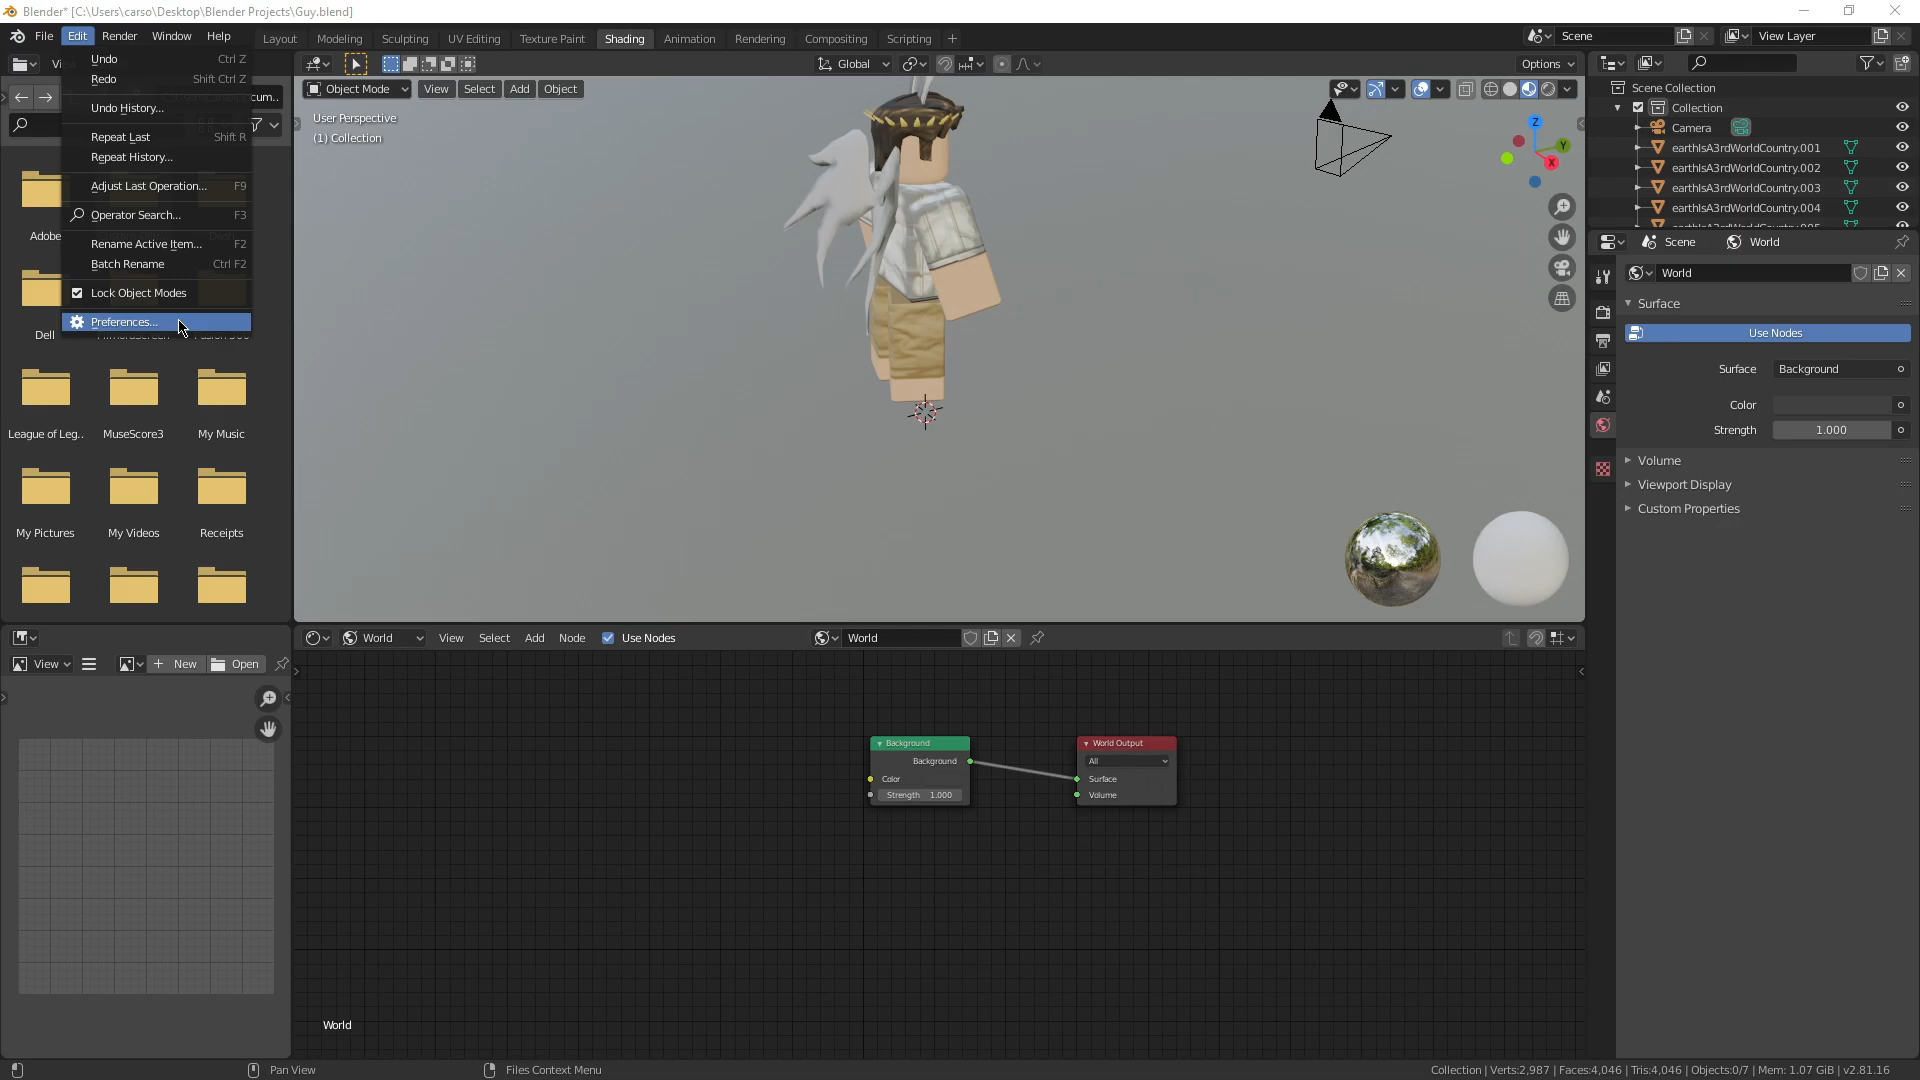 Blender* [C:\Users\carso\Desktop\Blender Projects\Guy.blend]
File Edit Render Window Help
Layout Modeling Sculpting UV Editing Texture Paint Shading Animation Rendering Compositing Scripting
Scene
View Layer
Undo Ctrl Z
Redo Shift Ctrl Z
Undo History...
Repeat Last Shift R
Repeat History...
Adjust Last Operation... F9
Operator Search... F3
Rename Active Item... F2
Batch Rename Ctrl F2
Lock Object Modes
Preferences...
Adobe
Dell
League of Leg..
MuseScore3
My Music
My Pictures
My Videos
Receipts
Global
Options
Object Mode View Select Add Object
User Perspective
(1) Collection
Z
Y
X
Scene Collection
Collection
Camera
earthIsA3rdWorldCountry.001
earthIsA3rdWorldCountry.002
earthIsA3rdWorldCountry.003
earthIsA3rdWorldCountry.004
Scene World
World
Surface
Use Nodes
Surface Background
Color
Strength 1.000
Volume
Viewport Display
Custom Properties
World View Select Add Node Use Nodes World
View New Open
Background
Background
Color
Strength 1.000
World Output
All
Surface
Volume
World
Pan View
Files Context Menu
Collection | Verts:2,987 | Faces:4,046 | Tris:4,046 | Objects:0/7 | Mem: 1.07 GiB | v2.81.16